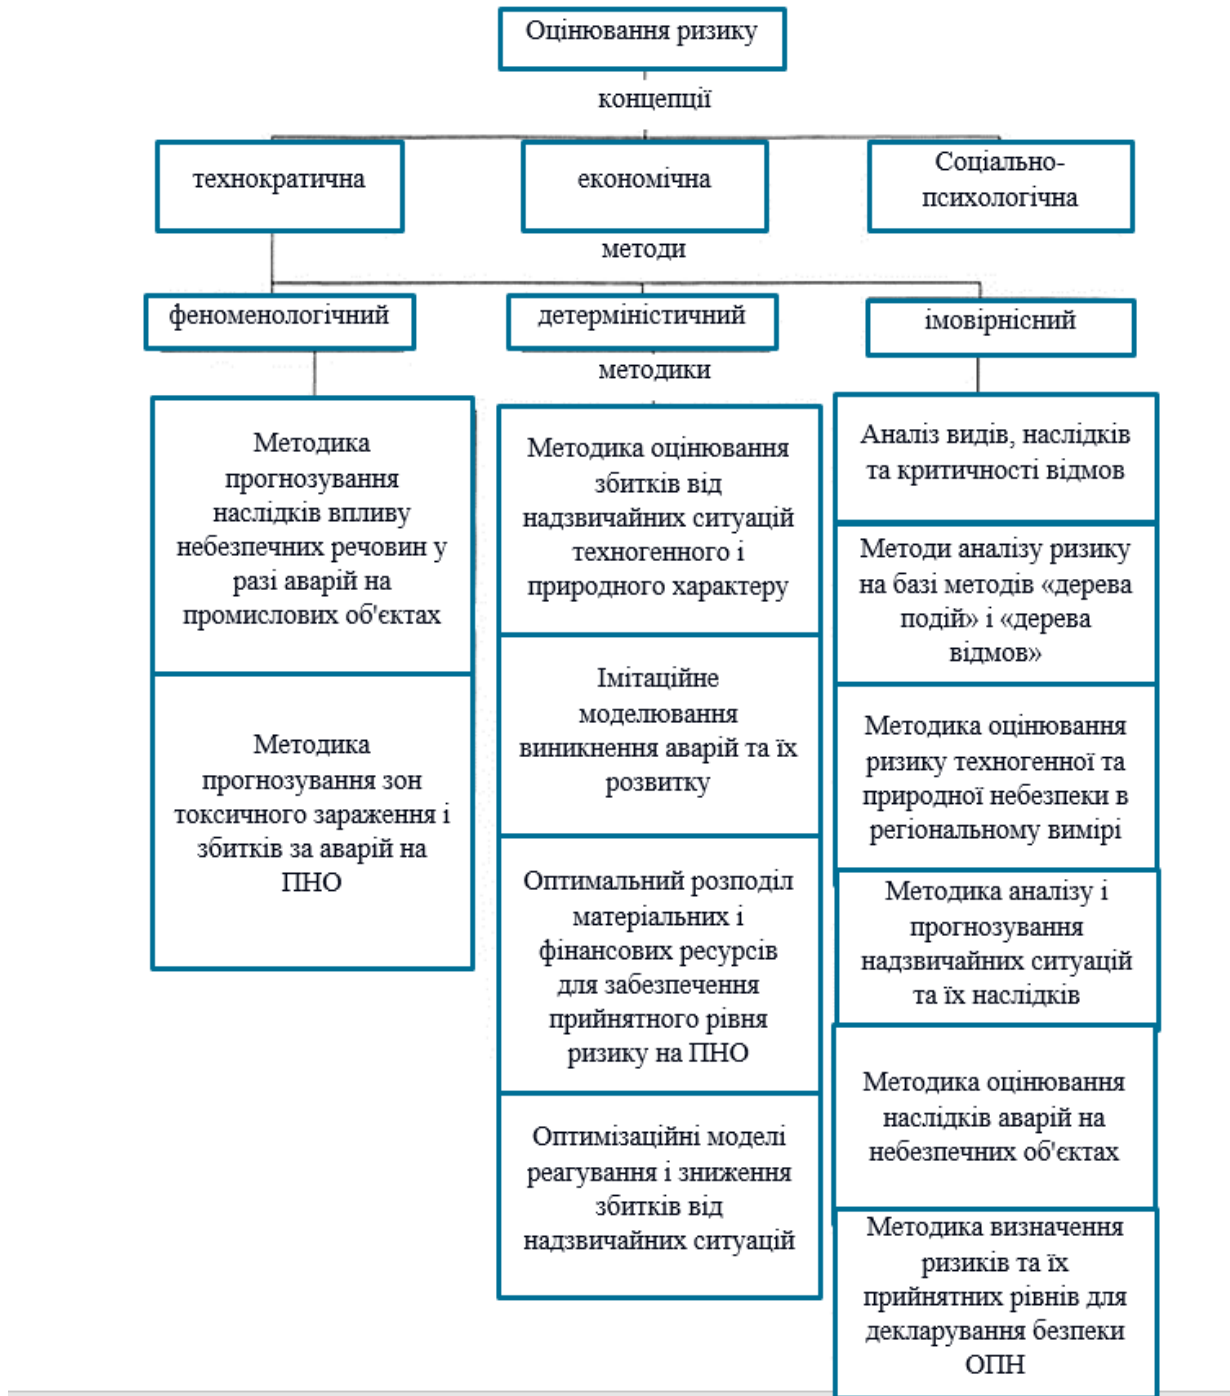 Оцінювання ризику
концепції
технократична
економічна
Соціально-
психологічна
методи
феноменологічний
детерміністичний
імовірнісний
методики
Методика
прогнозування
наслідків впливу
небезпечних речовин у
разі аварій на
промислових об'єктах
Методика
прогнозування зон
токсичного зараження і
збитків за аварій на
ПНО
Методика оцінювання
збитків від
надзвичайних ситуацій
техногенного і
природного характеру
Імітаційне
моделювання
виникнення аварій та їх
розвитку
Оптимальний розподіл
матеріальних і
фінансових ресурсів
для забезпечення
прийнятного рівня
ризику на ПНО
Оптимізаційні моделі
реагування і зниження
збитків від
надзвичайних ситуацій
Аналіз видів, наслідків
та критичності відмов
Методи аналізу ризику
на базі методів «дерева
подій» і «дерева
відмов»
Методика оцінювання
ризику техногенної та
природної небезпеки в
регіональному вимірі
Методика аналізу і
прогнозування
надзвичайних ситуацій
та їх наслідків
Методика оцінювання
наслідків аварій на
небезпечних об'єктах
Методика визначення
ризиків та їх
прийнятних рівнів для
декларування безпеки
ОПН